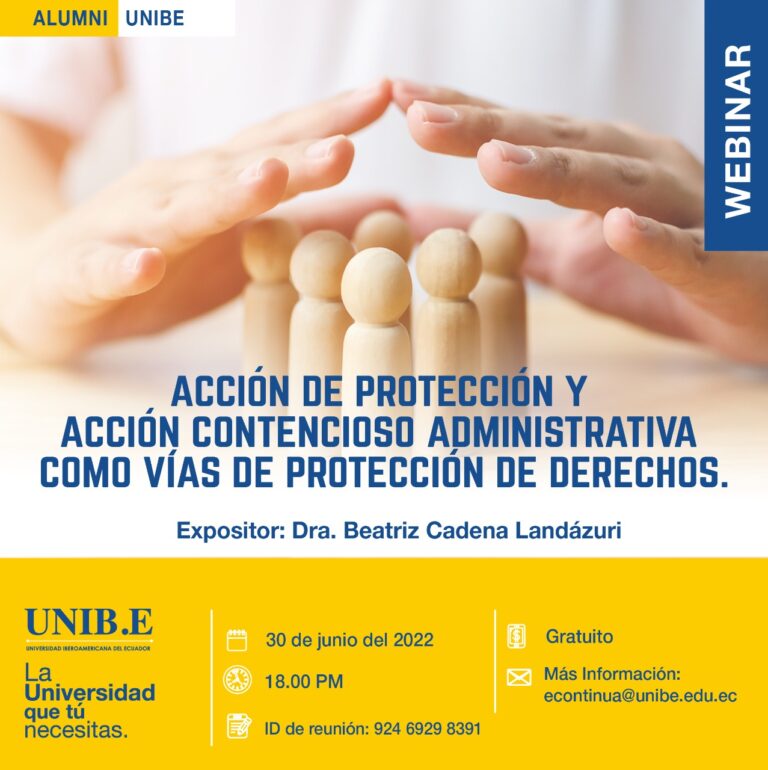 ALUMNI UNIBE
WEBINAR
ACCIÓN DE PROTECCIÓN Y
ACCIÓN CONTENCIOSO ADMINISTRATIVA
COMO VÍAS DE PROTECCIÓN DE DERECHOS.
Expositor: Dra. Beatriz Cadena Landázuri
UNIB.E
UNIVERSIDAD IBEROAMERICANA DEL ECUADOR
La
Universidad
que tú
necesitas.
30 de junio del 2022
18.00 PM
ID de reunión: 924 6929 8391
Gratuito
Más Información:
econtinua@unibe.edu.ec